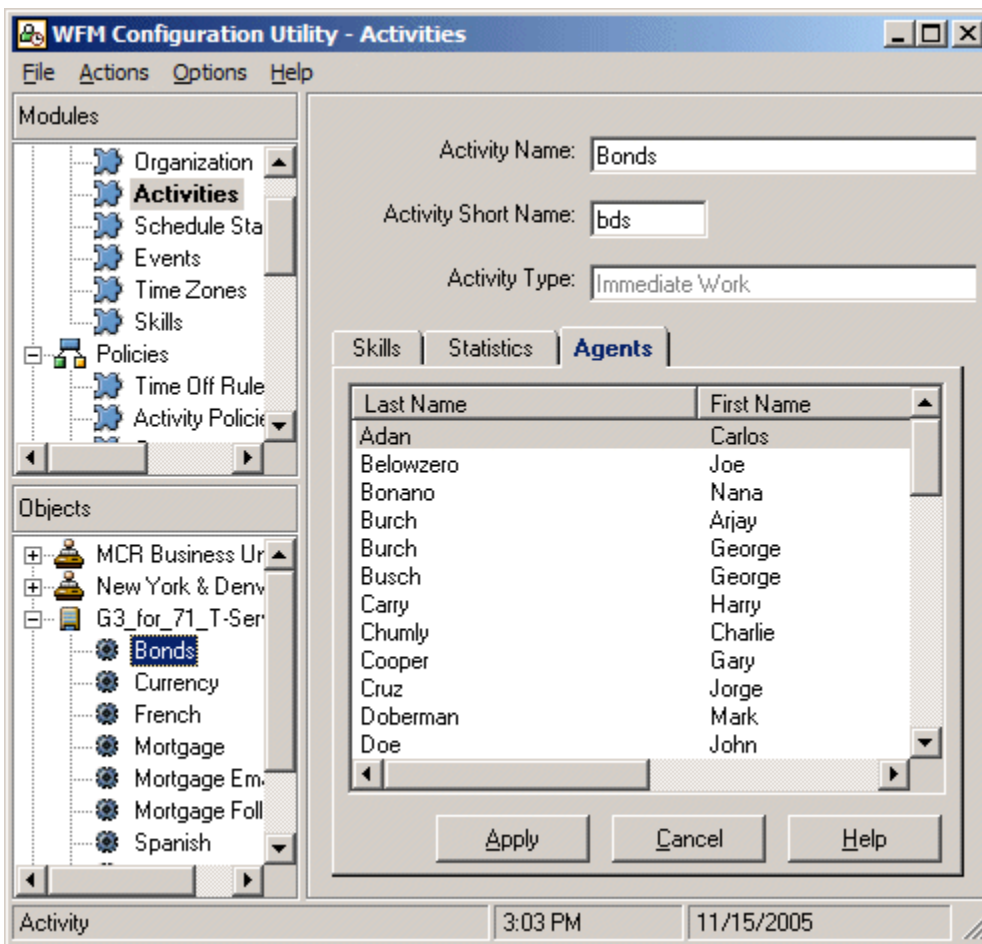 WFM Configuration Utility - Activities
File Actions Options Help
Modules
Organization
Activities
Schedule Sta
Events
Time Zones
Skills
Policies
Time Off Rule
Activity Policie
Objects
MCR Business Ur
New York & Denv
G3_for_71_T-Ser
Bonds
Currency
French
Mortgage
Mortgage Em
Mortgage Foll
Spanish
Activity Name: Bonds
Activity Short Name: bds
Activity Type: Immediate Work
Skills Statistics Agents
Last Name First Name
Adan Carlos
Belowzero Joe
Bonano Nana
Burch Arjay
Burch George
Busch George
Carry Harry
Chumly Charlie
Cooper Gary
Cruz Jorge
Doberman Mark
Doe John
Apply Cancel Help
Activity 3:03 PM 11/15/2005